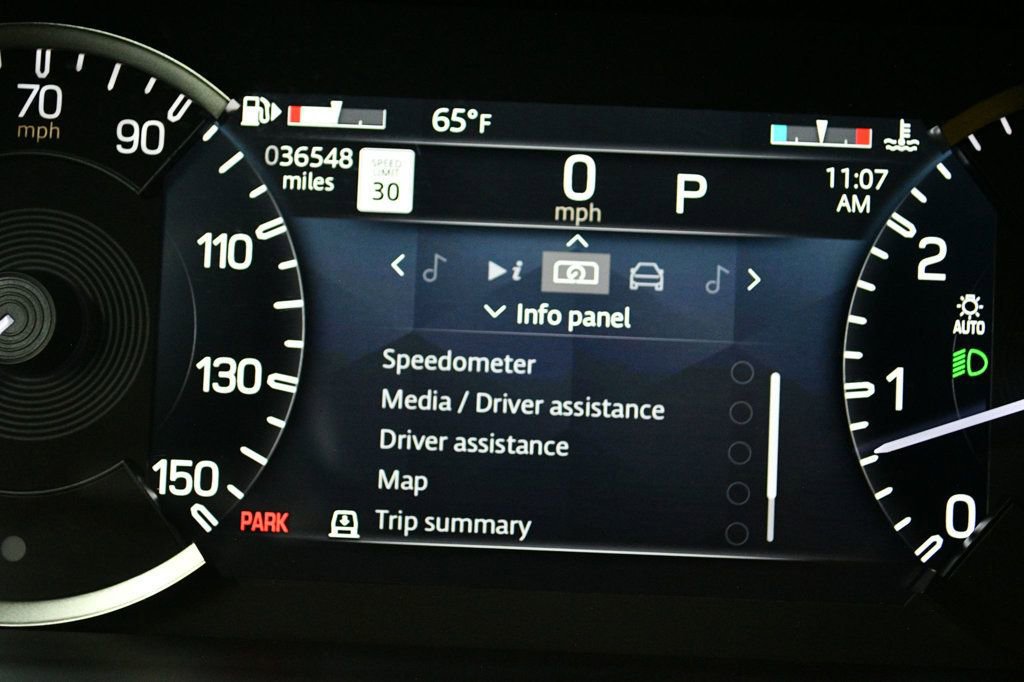 70
mph
90
110
130
150
65°F
036548
miles
SPEED
LIMIT
30
0
mph
P
11:07
AM
i
Info panel
Speedometer
Media / Driver assistance
Driver assistance
Map
Trip summary
PARK
2
1
0
AUTO